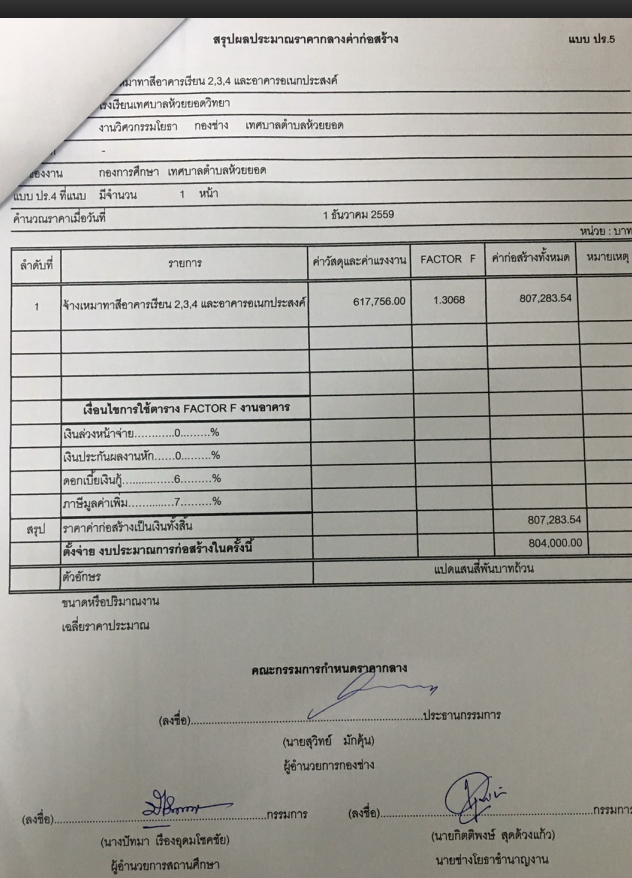 สรุปผลประมาณราคากลางค่าก่อสร้าง แบบ ปร.5
เหมาทาสีอาคารเรียน 2,3,4 และอาคารอเนกประสงค์
โรงเรียนเทศบาลห้วยยอดวิทยา
งานวิศวกรรมโยธา กองช่าง เทศบาลตำบลห้วยยอด
-
ของงาน กองการศึกษา เทศบาลตำบลห้วยยอด
แบบ ปร.4 ที่แนบ มีจำนวน 1 หน้า
คำนวณราคาเมื่อวันที่ 1 ธันวาคม 2559
หน่วย : บาท
ลำดับที่ รายการ ค่าวัสดุและค่าแรงงาน FACTOR F ค่าก่อสร้างทั้งหมด หมายเหตุ
1 จ้างเหมาทาสีอาคารเรียน 2,3,4 และอาคารอเนกประสงค์ 617,756.00 1.3068 807,283.54
เงื่อนไขการใช้ตาราง FACTOR F งานอาคาร
เงินล่วงหน้าจ่าย............0.........%
เงินประกันผลงานหัก......0.........%
ดอกเบี้ยเงินกู้...............6.........%
ภาษีมูลค่าเพิ่ม..............7.........%
สรุป ราคาค่าก่อสร้างเป็นเงินทั้งสิ้น 807,283.54
ตั้งจ่าย งบประมาณการก่อสร้างในครั้งนี้ 804,000.00
ตัวอักษร แปดแสนสี่พันบาทถ้วน
ขนาดหรือปริมาณงาน
เฉลี่ยราคาประมาณ
คณะกรรมการกำหนดราคากลาง
(ลงชื่อ)............................................................ประธานกรรมการ
(นายสุวิทย์ มักคุ้น)
ผู้อำนวยการกองช่าง
(ลงชื่อ)............................................................กรรมการ (ลงชื่อ)............................................................กรรมการ
(นางปัทมา เรืองอุดมโชคชัย) (นายกิตติพงษ์ สุดด้วงแก้ว)
ผู้อำนวยการสถานศึกษา นายช่างโยธาชำนาญงาน